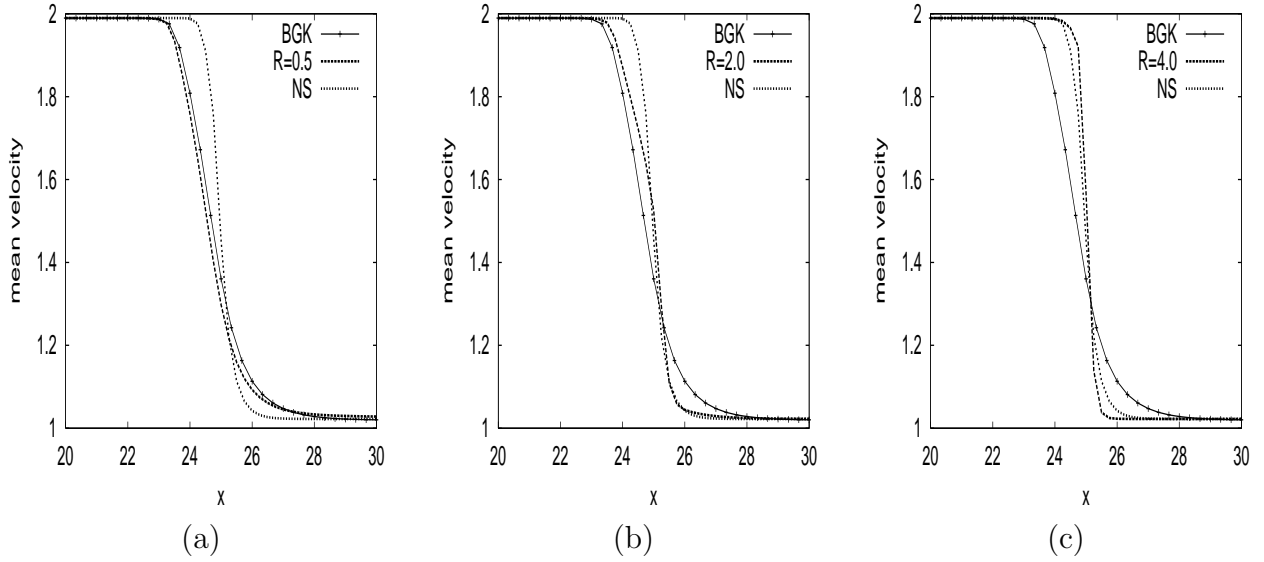 2
1.8
1.6
1.4
1.2
1
mean velocity
BGK
R=0.5
NS
20 22 24 26 28 30
x
(a)
2
1.8
1.6
1.4
1.2
1
mean velocity
BGK
R=2.0
NS
20 22 24 26 28 30
x
(b)
2
1.8
1.6
1.4
1.2
1
mean velocity
BGK
R=4.0
NS
20 22 24 26 28 30
x
(c)